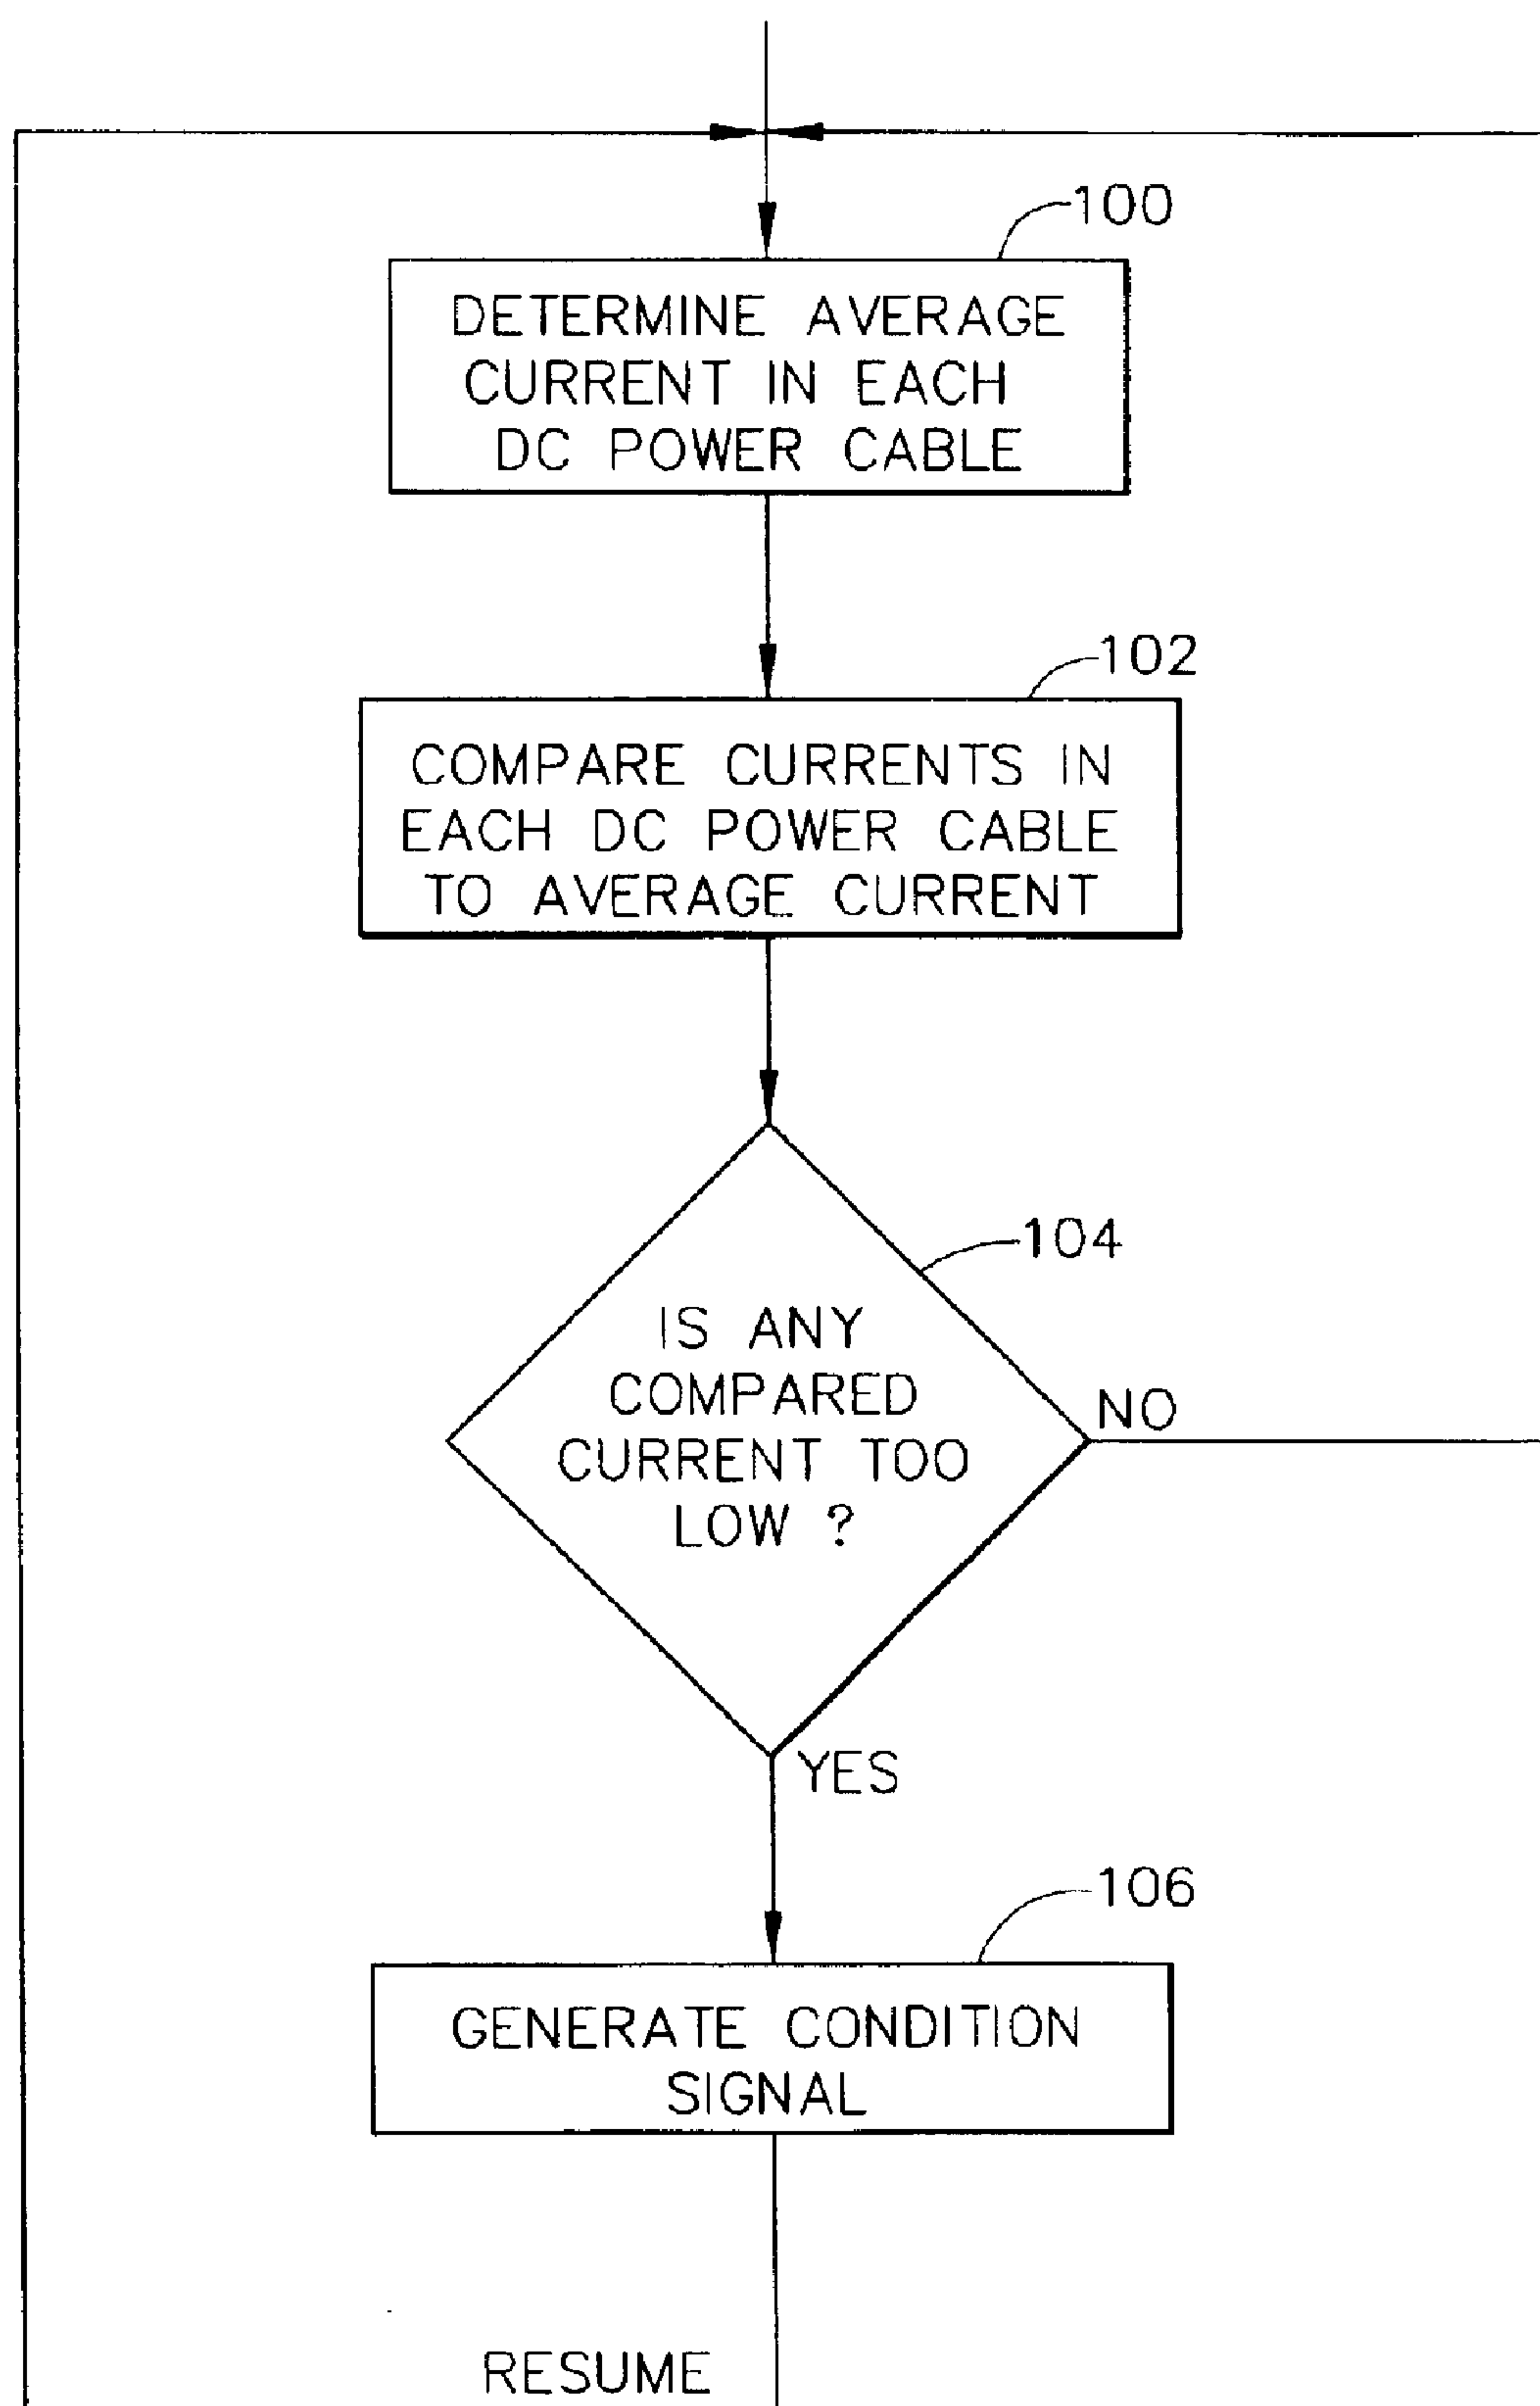 100
DETERMINE AVERAGE
CURRENT IN EACH
DC POWER CABLE
102
COMPARE CURRENTS IN
EACH DC POWER CABLE
TO AVERAGE CURRENT
104
IS ANY
COMPARED
CURRENT TOO
LOW ?
NO
YES
106
GENERATE CONDITION
SIGNAL
RESUME